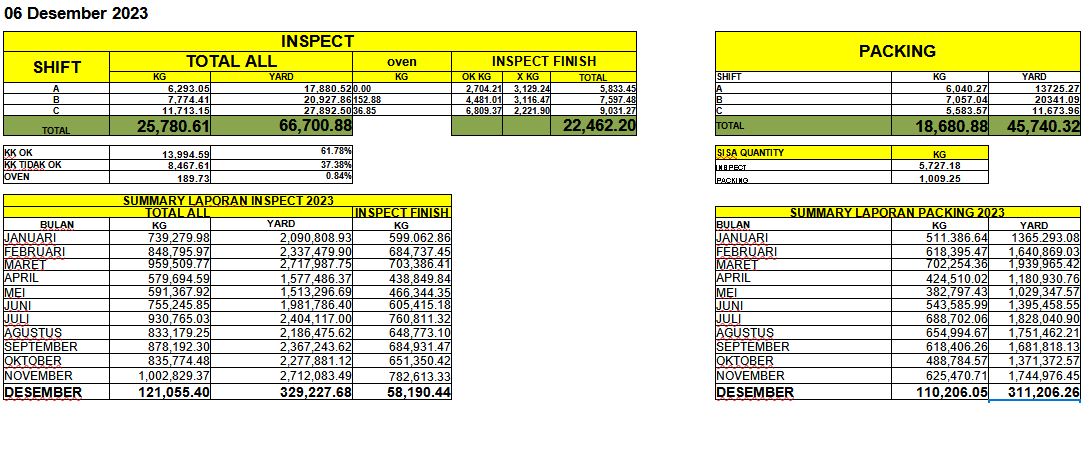 06 Desember 2023
INSPECT
SHIFT TOTAL ALL oven INSPECT FINISH
KG YARD KG OK KG X KG TOTAL
A 6,293.05 17,880.52 0.00 2,704.21 3,129.24 5,833.45
B 7,774.41 20,927.86 152.88 4,481.01 3,116.47 7,597.48
C 11,713.15 27,892.50 36.85 6,809.37 2,221.90 9,031.27
TOTAL 25,780.61 66,700.88 22,462.20
KK OK 13,994.59 61.78%
KK TIDAK OK 8,467.61 37.38%
OVEN 189.73 0.84%
SUMMARY LAPORAN INSPECT 2023
TOTAL ALL INSPECT FINISH
BULAN KG YARD KG
JANUARI 739,279.98 2,090,808.93 599.062.86
FEBRUARI 848,795.97 2,337,479.90 684,737.45
MARET 959,509.77 2,717,987.75 703,386.41
APRIL 579,694.59 1,577,486.37 438,849.84
MEI 591,367.92 1,513,296.69 466,344.35
JUNI 755,245.85 1,981,786.40 605,415.18
JULI 930,765.03 2,404,117.00 760,811.32
AGUSTUS 833,179.25 2,186,475.62 648,773.10
SEPTEMBER 878,192.30 2,367,243.62 684,931.47
OKTOBER 835,774.48 2,277,881.12 651,350.42
NOVEMBER 1,002,829.37 2,712,083.49 782,613.33
DESEMBER 121,055.40 329,227.68 58,190.44
PACKING
SHIFT KG YARD
A 6,040.27 13725.27
B 7,057.04 20341.09
C 5,583.57 11,673.96
TOTAL 18,680.88 45,740.32
SISA QUANTITY KG
INSPECT 5,727.18
PACKING 1,009.25
SUMMARY LAPORAN PACKING 2023
BULAN KG YARD
JANUARI 511.386.64 1365.293.08
FEBRUARI 618,395.47 1,640,869.03
MARET 702,254.36 1,939,965.42
APRIL 424,510.02 1,180,930.76
MEI 382,797.43 1,029,347.57
JUNI 543,585.99 1,395,458.55
JULI 688,702.06 1,828,040.90
AGUSTUS 654,994.67 1,751,462.21
SEPTEMBER 618,406.26 1,681,818.13
OKTOBER 488,784.57 1,371,372.57
NOVEMBER 625,470.71 1,744,976.45
DESEMBER 110,206.05 311,206.26